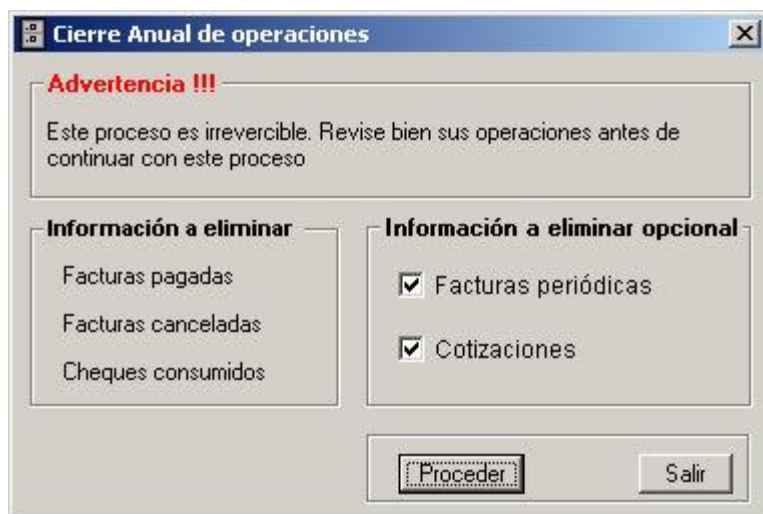 Cierre Anual de operaciones
Advertencia !!!
Este proceso es irrevercible. Revise bien sus operaciones antes de
continuar con este proceso
Información a eliminar
Facturas pagadas
Facturas canceladas
Cheques consumidos
Información a eliminar opcional
Facturas periódicas
Cotizaciones
Proceder
Salir